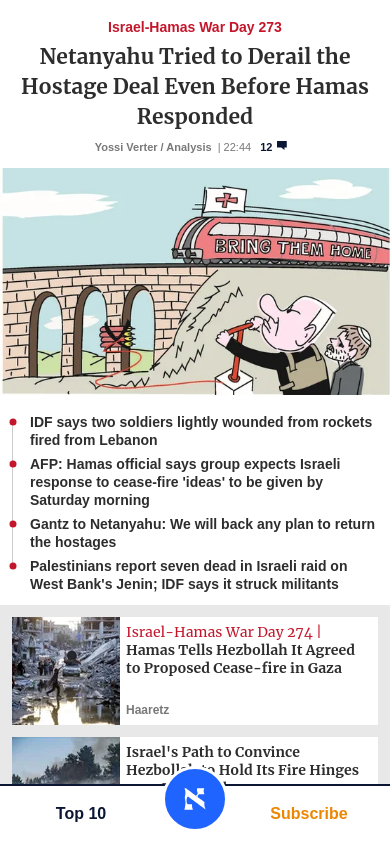 Israel-Hamas War Day 273
Netanyahu Tried to Derail the
Hostage Deal Even Before Hamas
Responded
Yossi Verter / Analysis | 22:44 12
BRING THEM HOME
IDF says two soldiers lightly wounded from rockets
fired from Lebanon
AFP: Hamas official says group expects Israeli
response to cease-fire 'ideas' to be given by
Saturday morning
Gantz to Netanyahu: We will back any plan to return
the hostages
Palestinians report seven dead in Israeli raid on
West Bank's Jenin; IDF says it struck militants
Israel-Hamas War Day 274 |
Hamas Tells Hezbollah It Agreed
to Proposed Cease-fire in Gaza
Haaretz
Israel's Path to Convince
Hezbollah to Hold Its Fire Hinges
Top 10
Subscribe